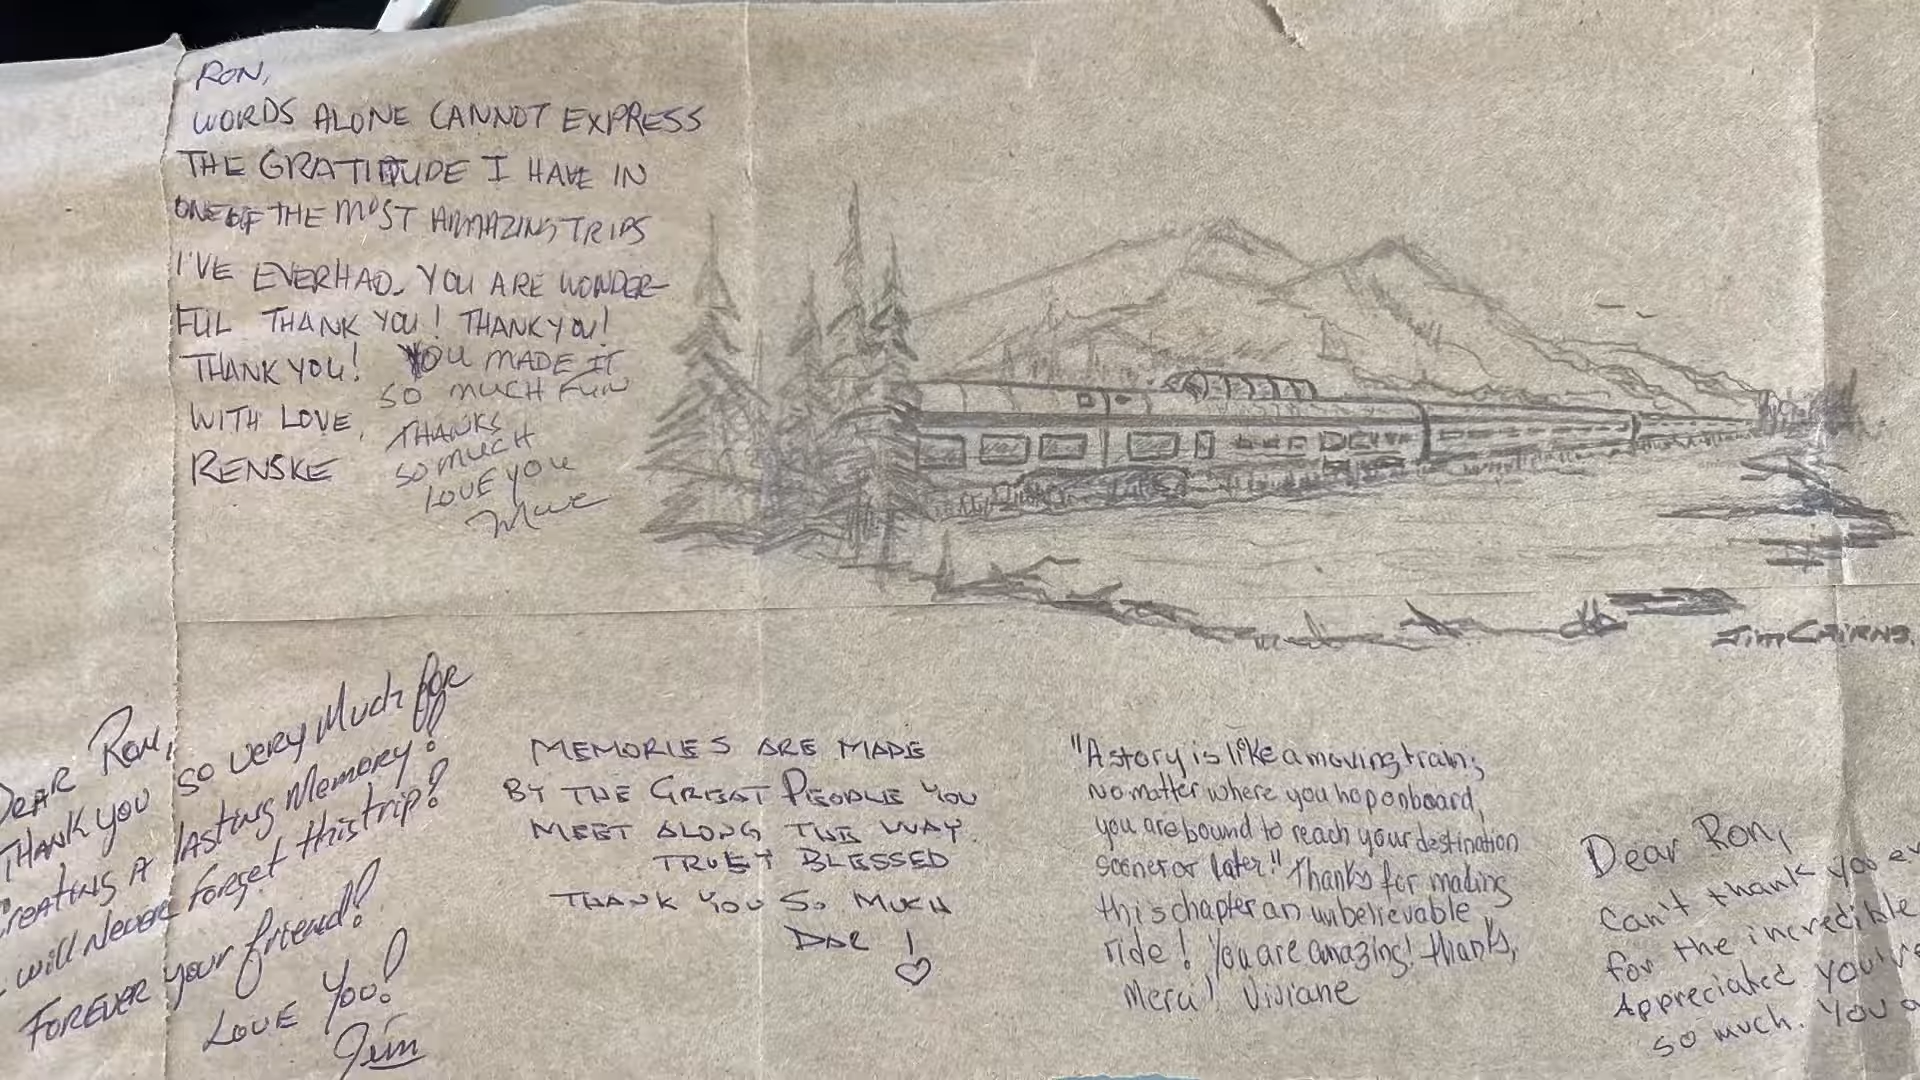 RON,
WORDS ALONE CANNOT EXPRESS
THE GRATITUDE I HAVE IN
ONE OF THE MOST AMAZING TRIPS
I'VE EVER HAD. YOU ARE WONDER-
FUL THANK YOU! THANK YOU!
THANK YOU!
WITH LOVE,
RENSKE
YOU MADE IT
SO MUCH FUN
THANKS
SO MUCH
LOVE YOU
Jim CAIRNS.
DEAR RON,
THANK YOU SO VERY MUCH FOR
CREATING A lASTING MEMORY!
I will NEVER FORGET this trip!
FOREVER your friend!
LOVE YOU!
Jim
MEMORIES ARE MADE
BY THE GREAT PEOPLE YOU
MEET ALONG THE WAY.
TRUELY BLESSED
THANK YOU SO MUCH
"A story is like a moving train;
no matter where you hop onboard,
you are bound to reach your destination
sooner or later." Thanks for making
this chapter an unbelievable
ride! You are amazing! Thanks,
Merci! Viviane
Dear Ron,
Can't thank you
for the incredible
Appreciated you've
so much. You